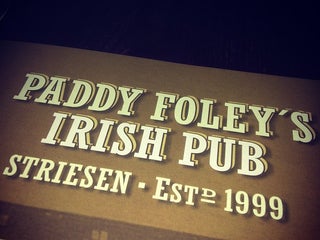 PADDY FOLEY´S
IRISH PUB
STRIESEN · ESTD 1999